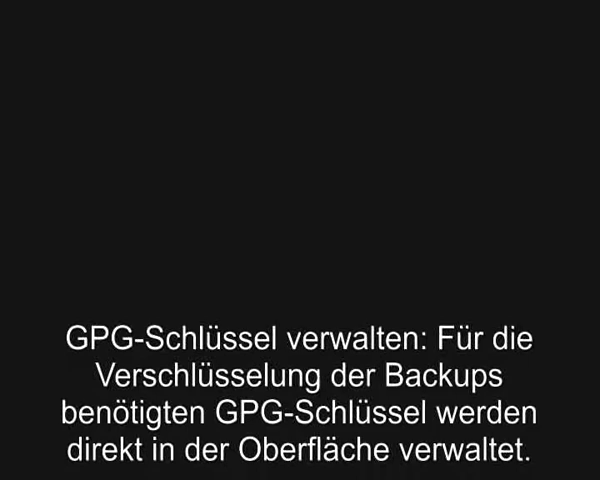 GPG-Schlüssel verwalten: Für die
Verschlüsselung der Backups
benötigten GPG-Schlüssel werden
direkt in der Oberfläche verwaltet.